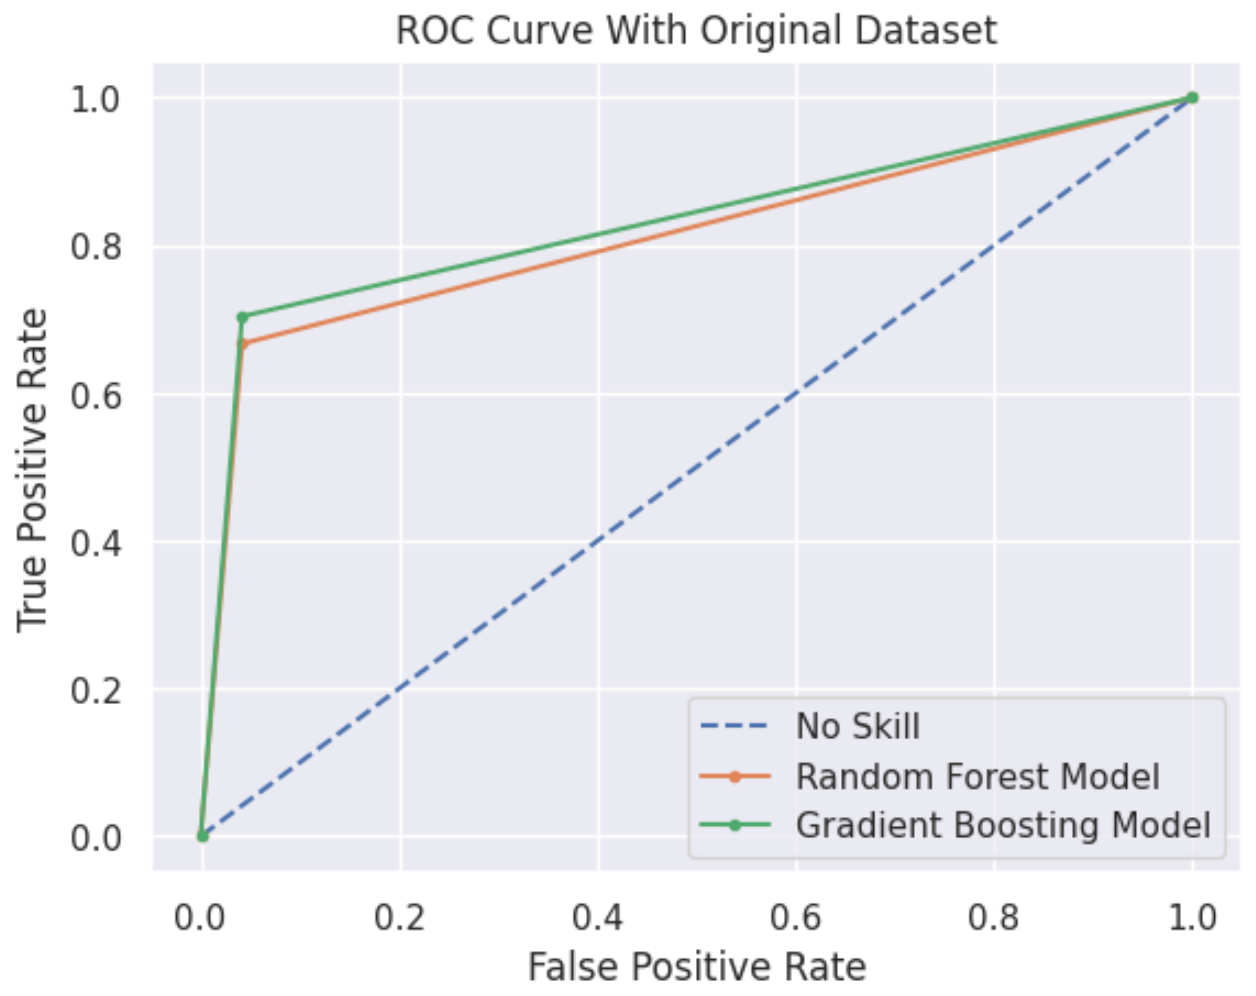 ROC Curve With Original Dataset
1.0
0.8
0.6
0.4
0.2
0.0
True Positive Rate
No Skill
Random Forest Model
Gradient Boosting Model
0.0 0.2 0.4 0.6 0.8 1.0
False Positive Rate